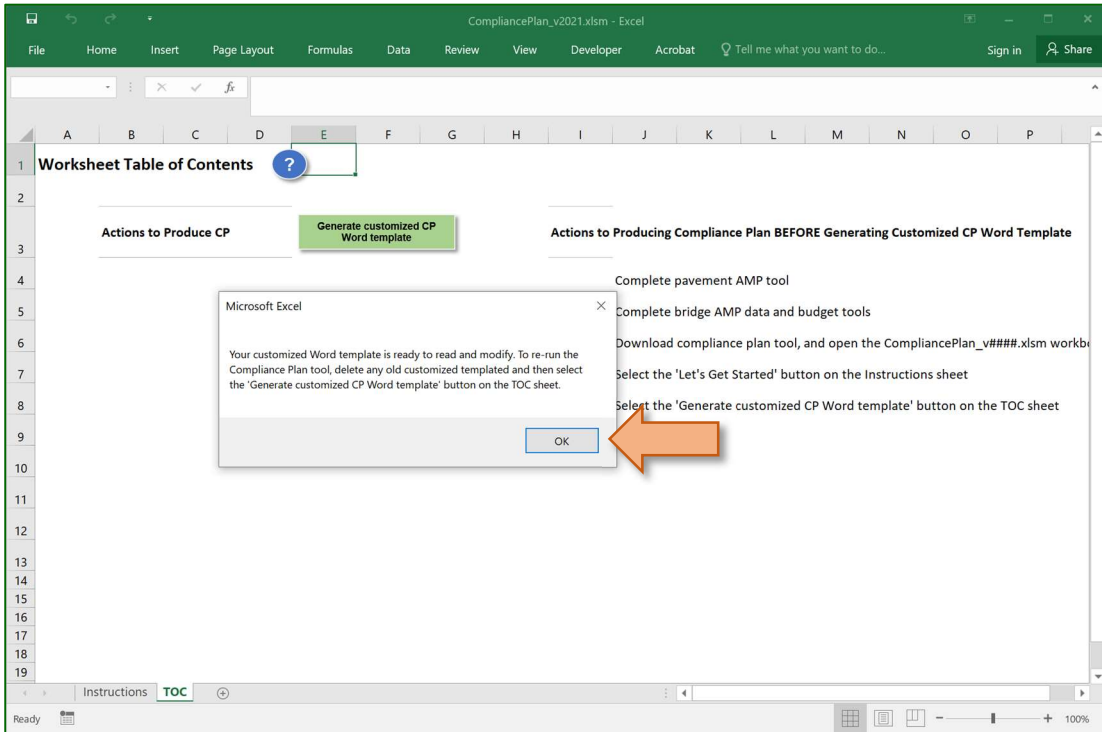 CompliancePlan_v2021.xlsm - Excel
File Home Insert Page Layout Formulas Data Review View Developer Acrobat Tell me what you want to do... Sign in Share
fx
A B C D E F G H I J K L M N O P
1 Worksheet Table of Contents ?
2
Actions to Produce CP
Generate customized CP
Word template
Actions to Producing Compliance Plan BEFORE Generating Customized CP Word Template
3
4 Complete pavement AMP tool
Microsoft Excel
5 Complete bridge AMP data and budget tools
6 Download compliance plan tool, and open the CompliancePlan_v####.xlsm workbo
Your customized Word template is ready to read and modify. To re-run the
Compliance Plan tool, delete any old customized templated and then select
the 'Generate customized CP Word template' button on the TOC sheet.
7 Select the 'Let's Get Started' button on the Instructions sheet
8 Select the 'Generate customized CP Word template' button on the TOC sheet
9
OK
10
11
12
13
14
15
16
17
18
19
Instructions TOC
Ready 100%